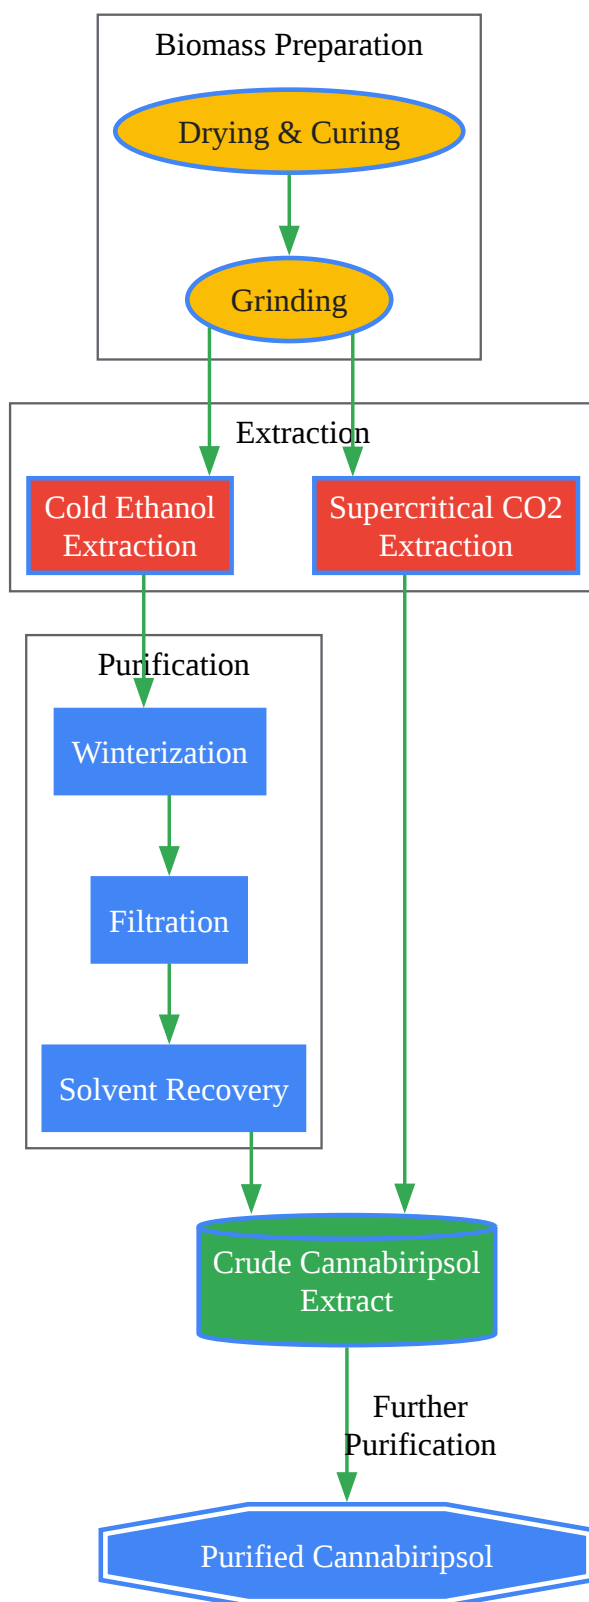 Biomass Preparation
Drying & Curing
Grinding
Extraction
Cold Ethanol
Extraction
Supercritical CO2
Extraction
Purification
Winterization
Filtration
Solvent Recovery
Crude Cannabiripsol
Extract
Further
Purification
Purified Cannabiripsol